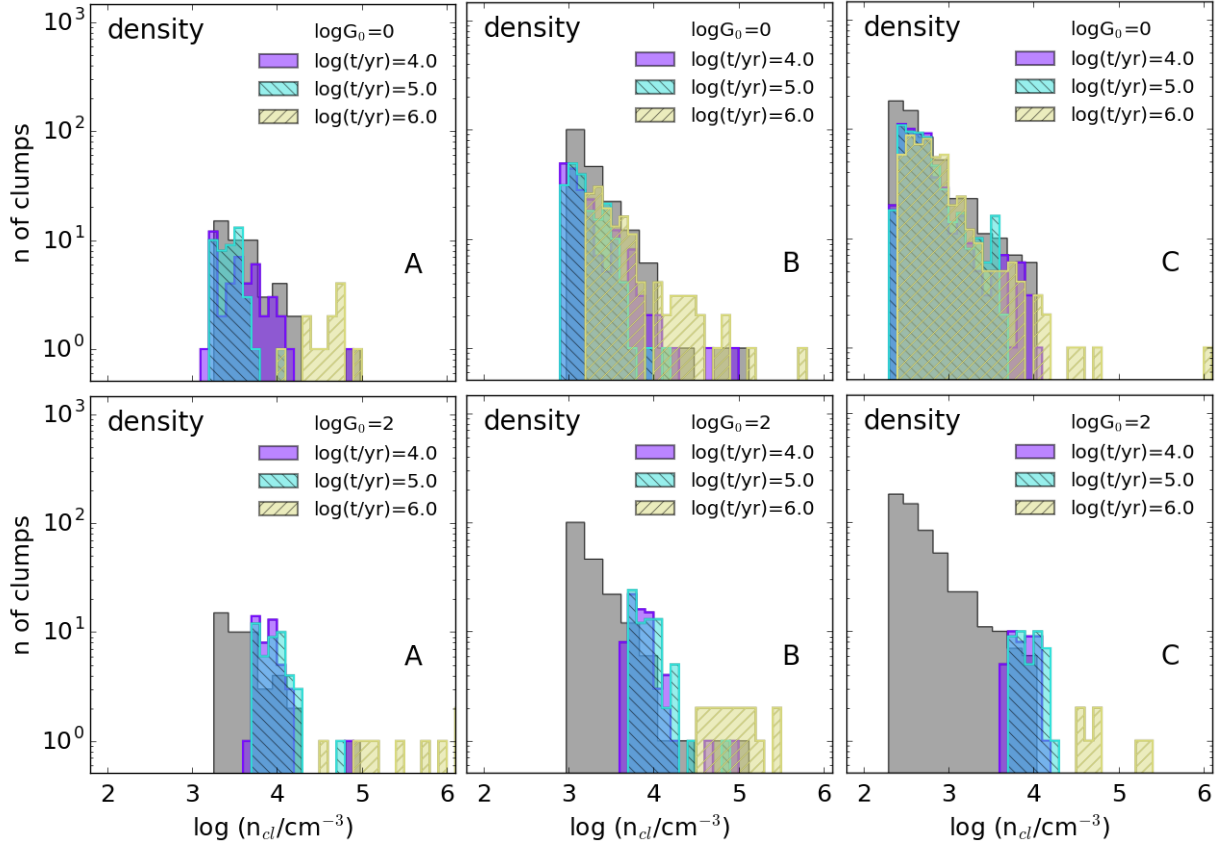 density
logG₀=0
log(t/yr)=4.0
log(t/yr)=5.0
log(t/yr)=6.0
A
n of clumps
10³
10²
10¹
10⁰
density
logG₀=0
log(t/yr)=4.0
log(t/yr)=5.0
log(t/yr)=6.0
B
density
logG₀=0
log(t/yr)=4.0
log(t/yr)=5.0
log(t/yr)=6.0
C
density
logG₀=2
log(t/yr)=4.0
log(t/yr)=5.0
log(t/yr)=6.0
A
n of clumps
10³
10²
10¹
10⁰
2 3 4 5 6
log (n_cl/cm⁻³)
density
logG₀=2
log(t/yr)=4.0
log(t/yr)=5.0
log(t/yr)=6.0
B
2 3 4 5 6
log (n_cl/cm⁻³)
density
logG₀=2
log(t/yr)=4.0
log(t/yr)=5.0
log(t/yr)=6.0
C
2 3 4 5 6
log (n_cl/cm⁻³)